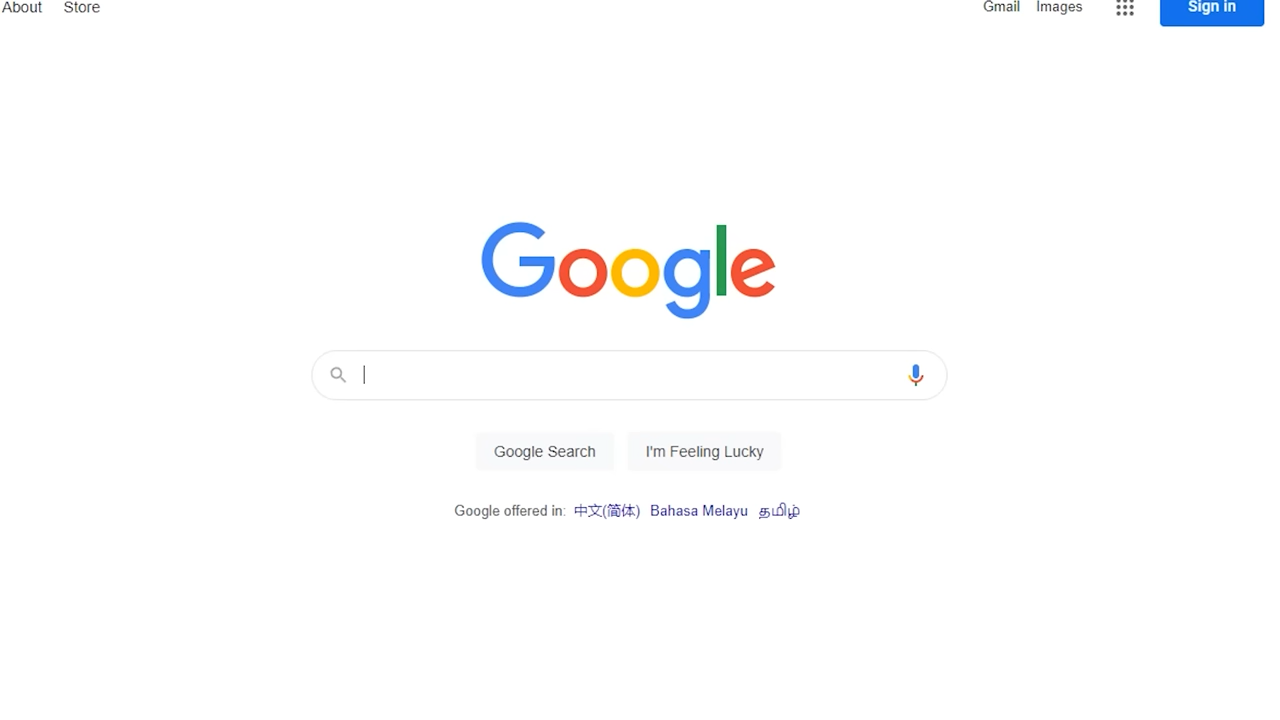 About Store Gmail Images Sign in
Google
Google Search I'm Feeling Lucky
Google offered in: 中文(简体) Bahasa Melayu தமிழ்